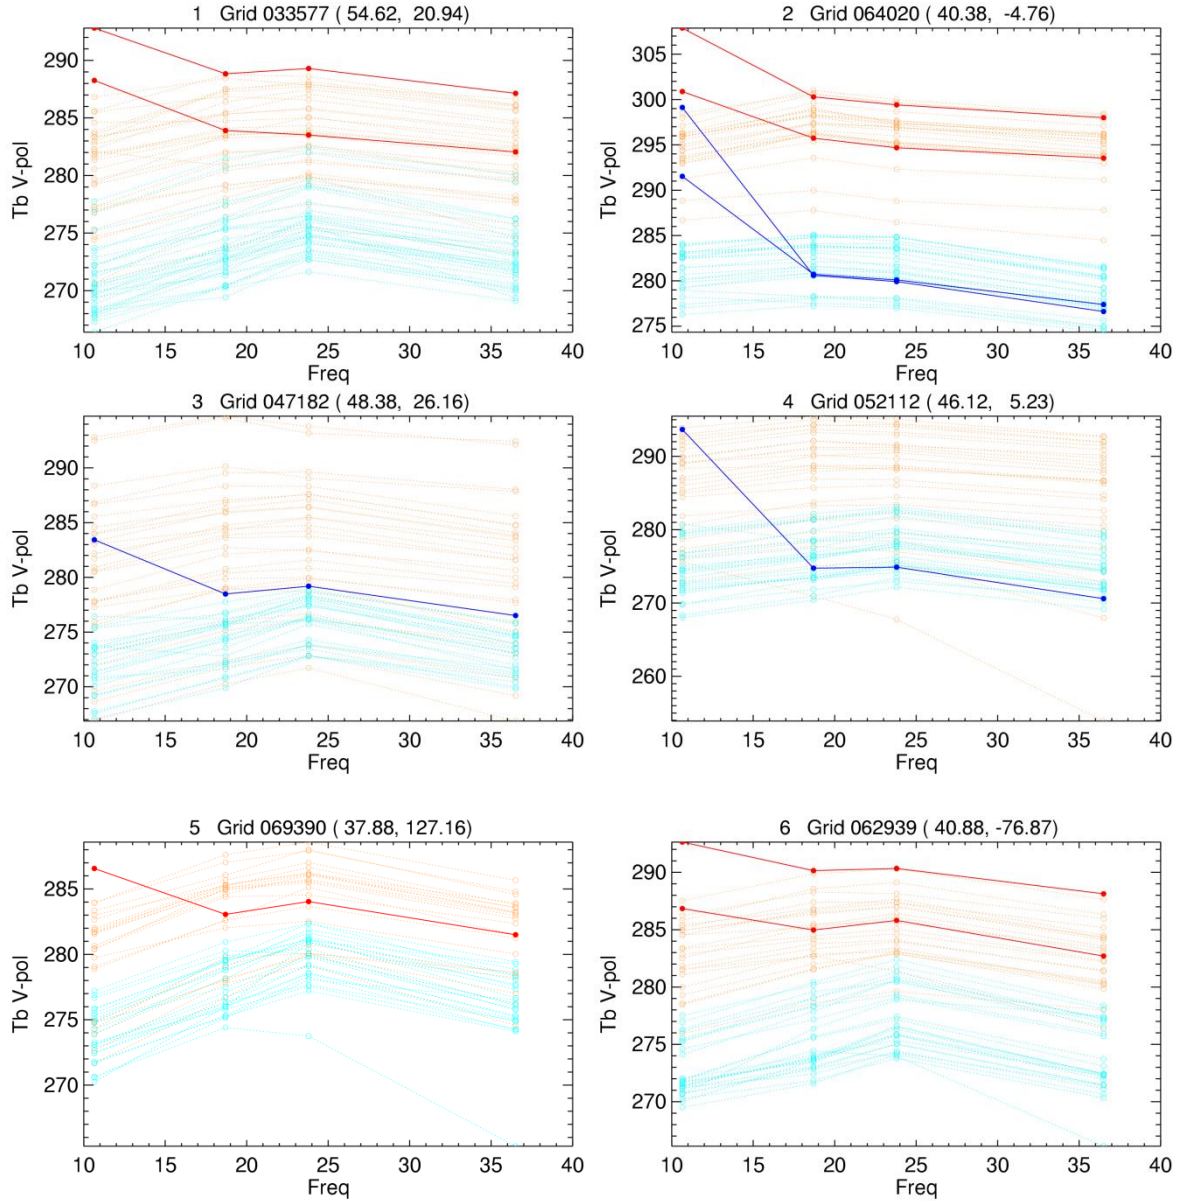 1 Grid 033577 ( 54.62, 20.94)
290
285
280
275
270
Tb V-pol
10 15 20 25 30 35 40
Freq
2 Grid 064020 ( 40.38, -4.76)
305
300
295
290
285
280
275
Tb V-pol
10 15 20 25 30 35 40
Freq
3 Grid 047182 ( 48.38, 26.16)
290
285
280
275
270
Tb V-pol
10 15 20 25 30 35 40
Freq
4 Grid 052112 ( 46.12, 5.23)
290
280
270
260
Tb V-pol
10 15 20 25 30 35 40
Freq
5 Grid 069390 ( 37.88, 127.16)
285
280
275
270
Tb V-pol
10 15 20 25 30 35 40
Freq
6 Grid 062939 ( 40.88, -76.87)
290
285
280
275
270
Tb V-pol
10 15 20 25 30 35 40
Freq